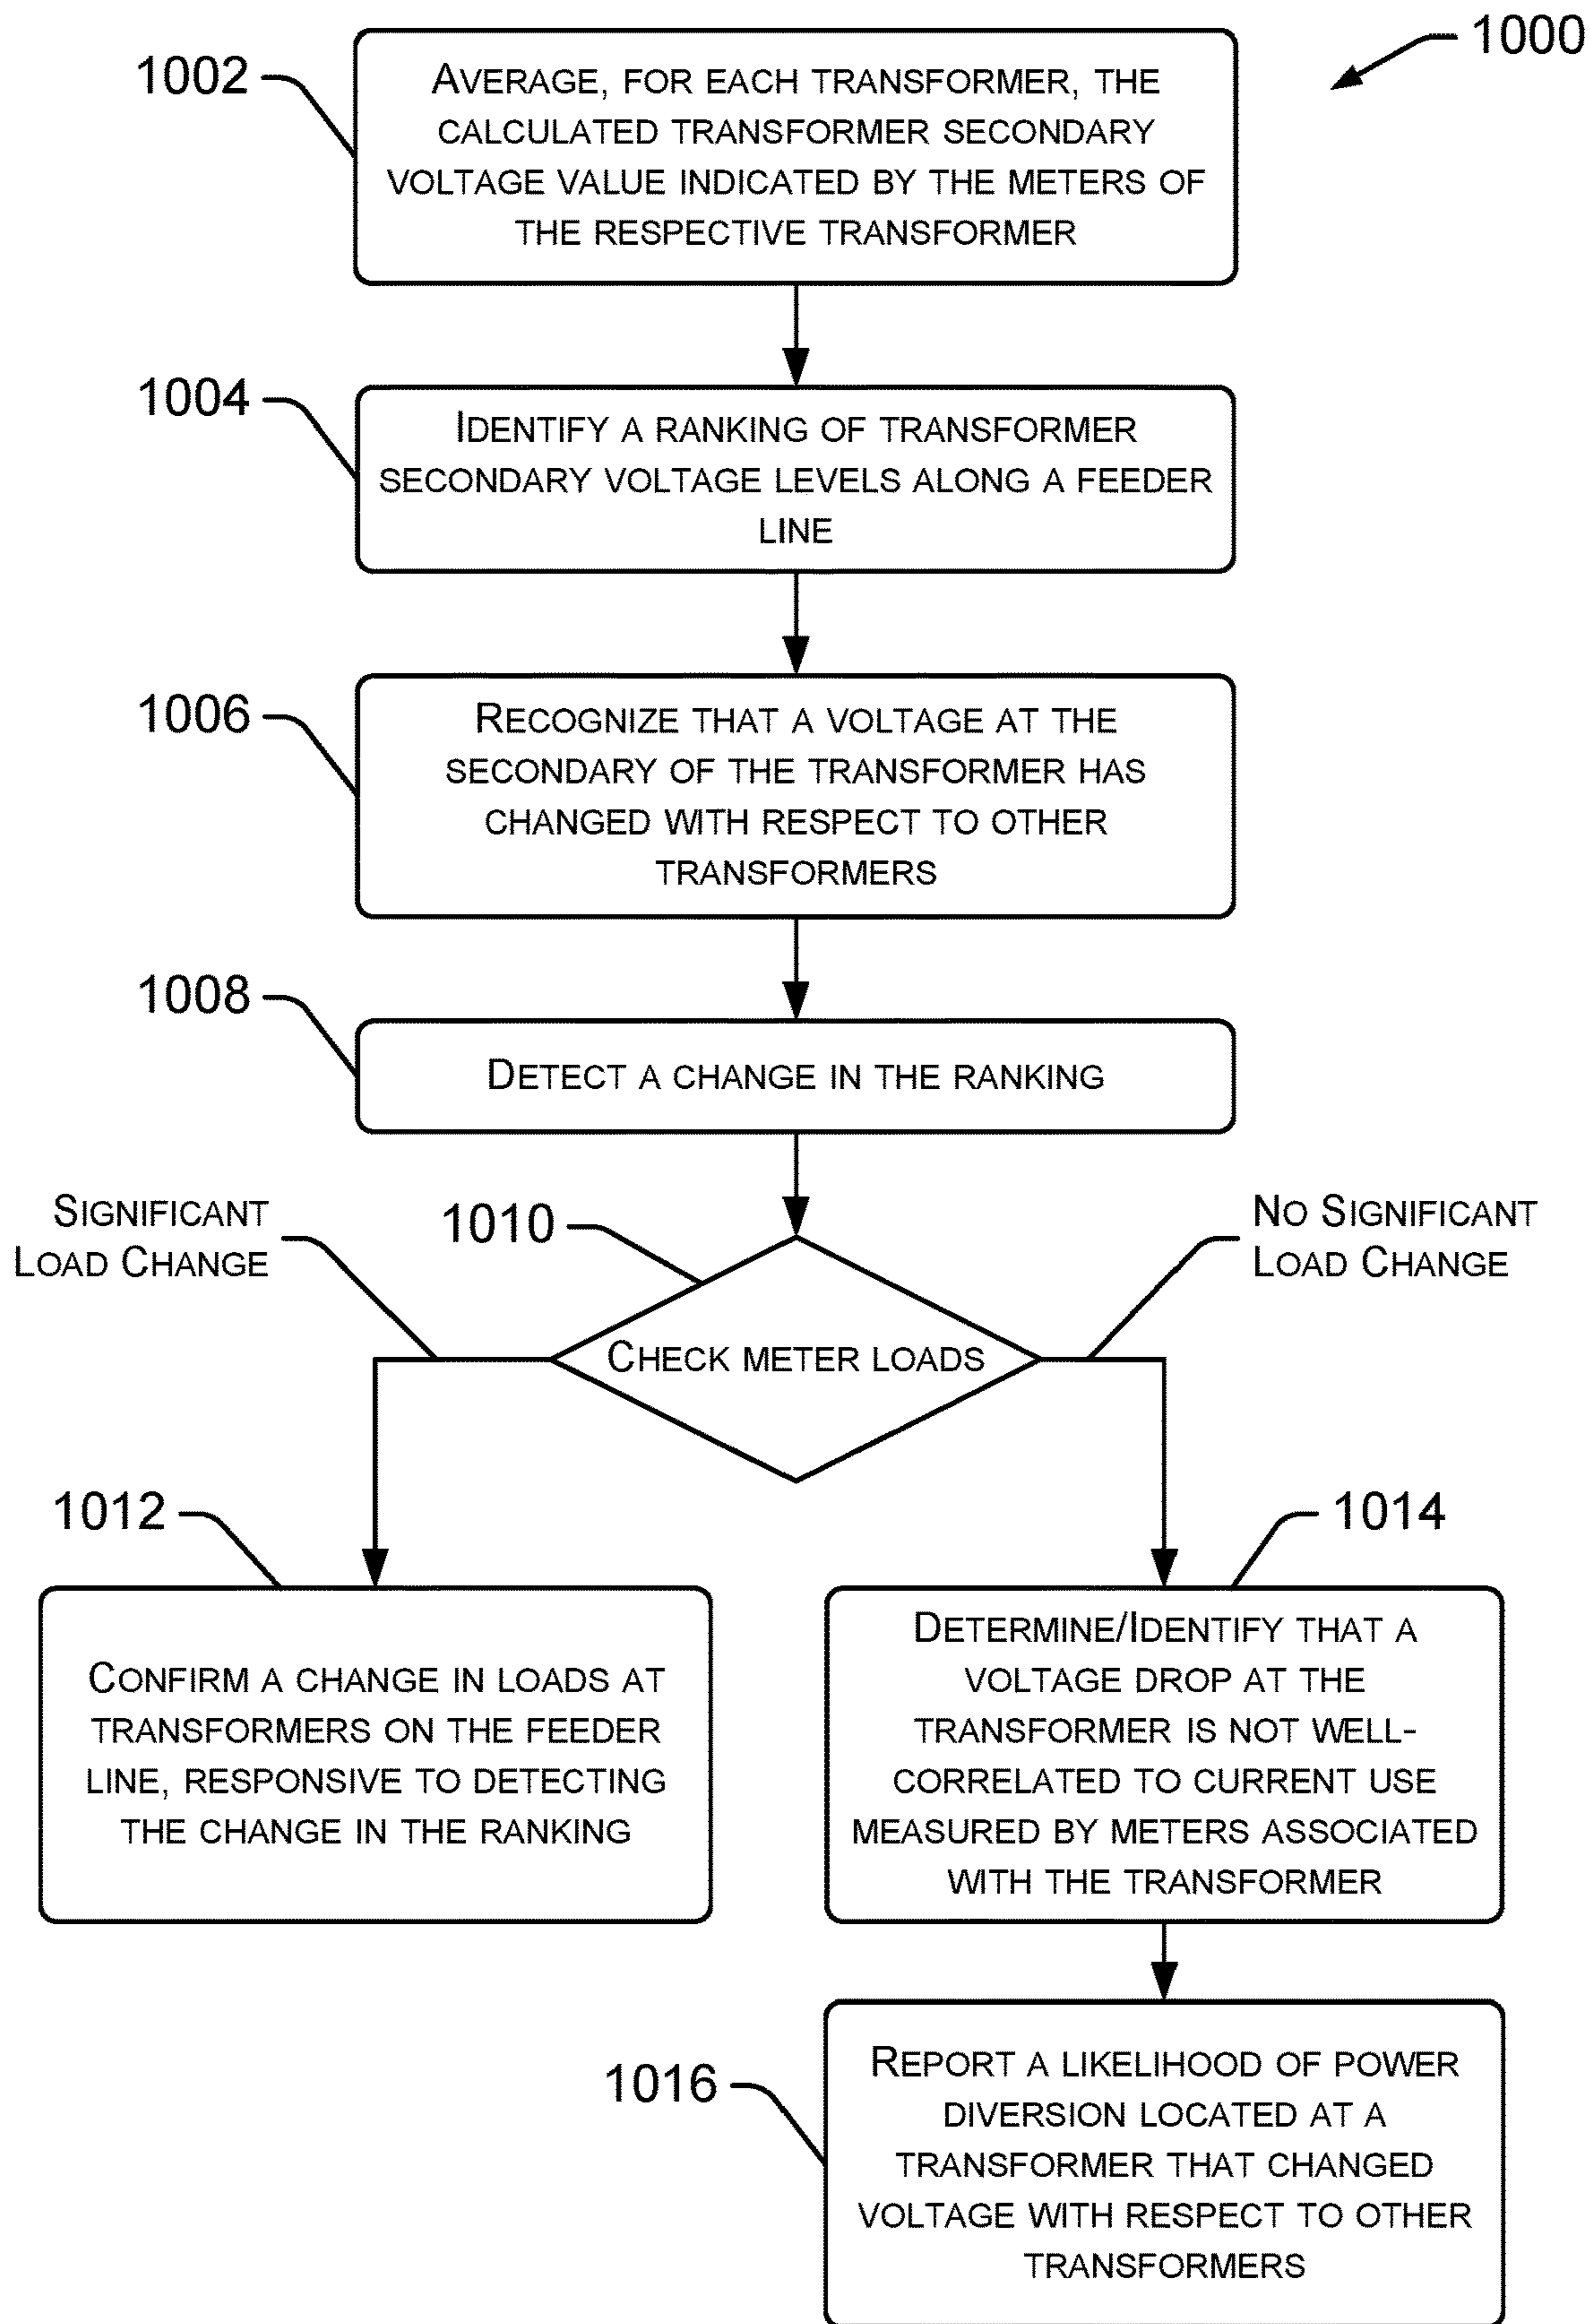 1000
1002
AVERAGE, FOR EACH TRANSFORMER, THE
CALCULATED TRANSFORMER SECONDARY
VOLTAGE VALUE INDICATED BY THE METERS OF
THE RESPECTIVE TRANSFORMER
1004
IDENTIFY A RANKING OF TRANSFORMER
SECONDARY VOLTAGE LEVELS ALONG A FEEDER
LINE
1006
RECOGNIZE THAT A VOLTAGE AT THE
SECONDARY OF THE TRANSFORMER HAS
CHANGED WITH RESPECT TO OTHER
TRANSFORMERS
1008
DETECT A CHANGE IN THE RANKING
SIGNIFICANT
LOAD CHANGE
1010
NO SIGNIFICANT
LOAD CHANGE
CHECK METER LOADS
1012
CONFIRM A CHANGE IN LOADS AT
TRANSFORMERS ON THE FEEDER
LINE, RESPONSIVE TO DETECTING
THE CHANGE IN THE RANKING
1014
DETERMINE/IDENTIFY THAT A
VOLTAGE DROP AT THE
TRANSFORMER IS NOT WELL-
CORRELATED TO CURRENT USE
MEASURED BY METERS ASSOCIATED
WITH THE TRANSFORMER
1016
REPORT A LIKELIHOOD OF POWER
DIVERSION LOCATED AT A
TRANSFORMER THAT CHANGED
VOLTAGE WITH RESPECT TO OTHER
TRANSFORMERS